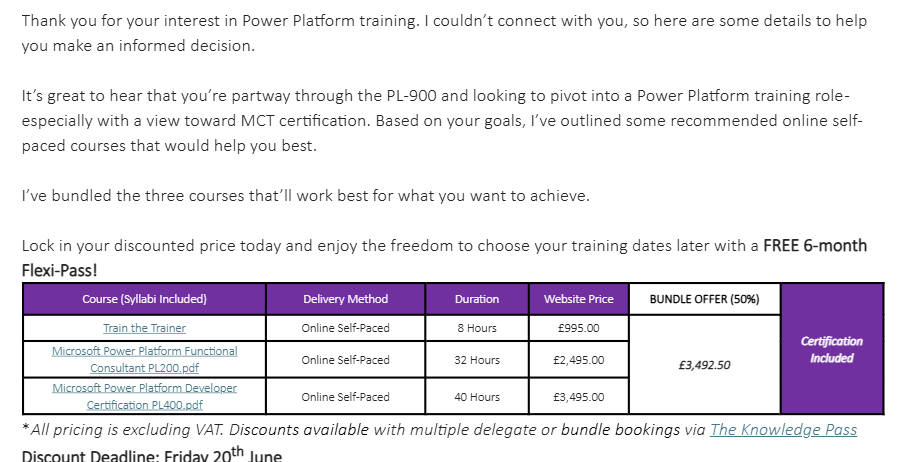 Thank you for your interest in Power Platform training. I couldn't connect with you, so here are some details to help
you make an informed decision.
It's great to hear that you're partway through the PL-900 and looking to pivot into a Power Platform training role-
especially with a view toward MCT certification. Based on your goals, I've outlined some recommended online self-
paced courses that would help you best.
I've bundled the three courses that'll work best for what you want to achieve.
Lock in your discounted price today and enjoy the freedom to choose your training dates later with a FREE 6-month
Flexi-Pass!
Course (Syllabi Included) Delivery Method Duration Website Price BUNDLE OFFER (50%)
Train the Trainer Online Self-Paced 8 Hours £995.00
Microsoft Power Platform Functional
Consultant PL200.pdf Online Self-Paced 32 Hours £2,495.00
Microsoft Power Platform Developer
Certification PL400.pdf Online Self-Paced 40 Hours £3,495.00
£3,492.50
Certification
Included
*All pricing is excluding VAT. Discounts available with multiple delegate or bundle bookings via The Knowledge Pass
Discount Deadline: Friday 20th June